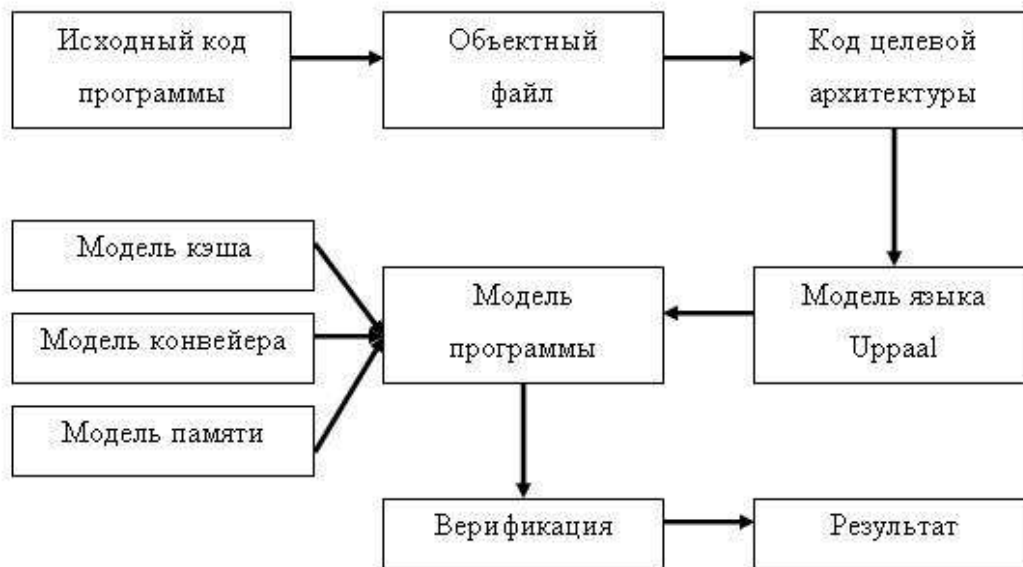 Исходный код
программы
Объектный
файл
Код целевой
архитектуры
Модель кэша
Модель конвейера
Модель памяти
Модель
программы
Модель языка
Uppaal
Верификация
Результат